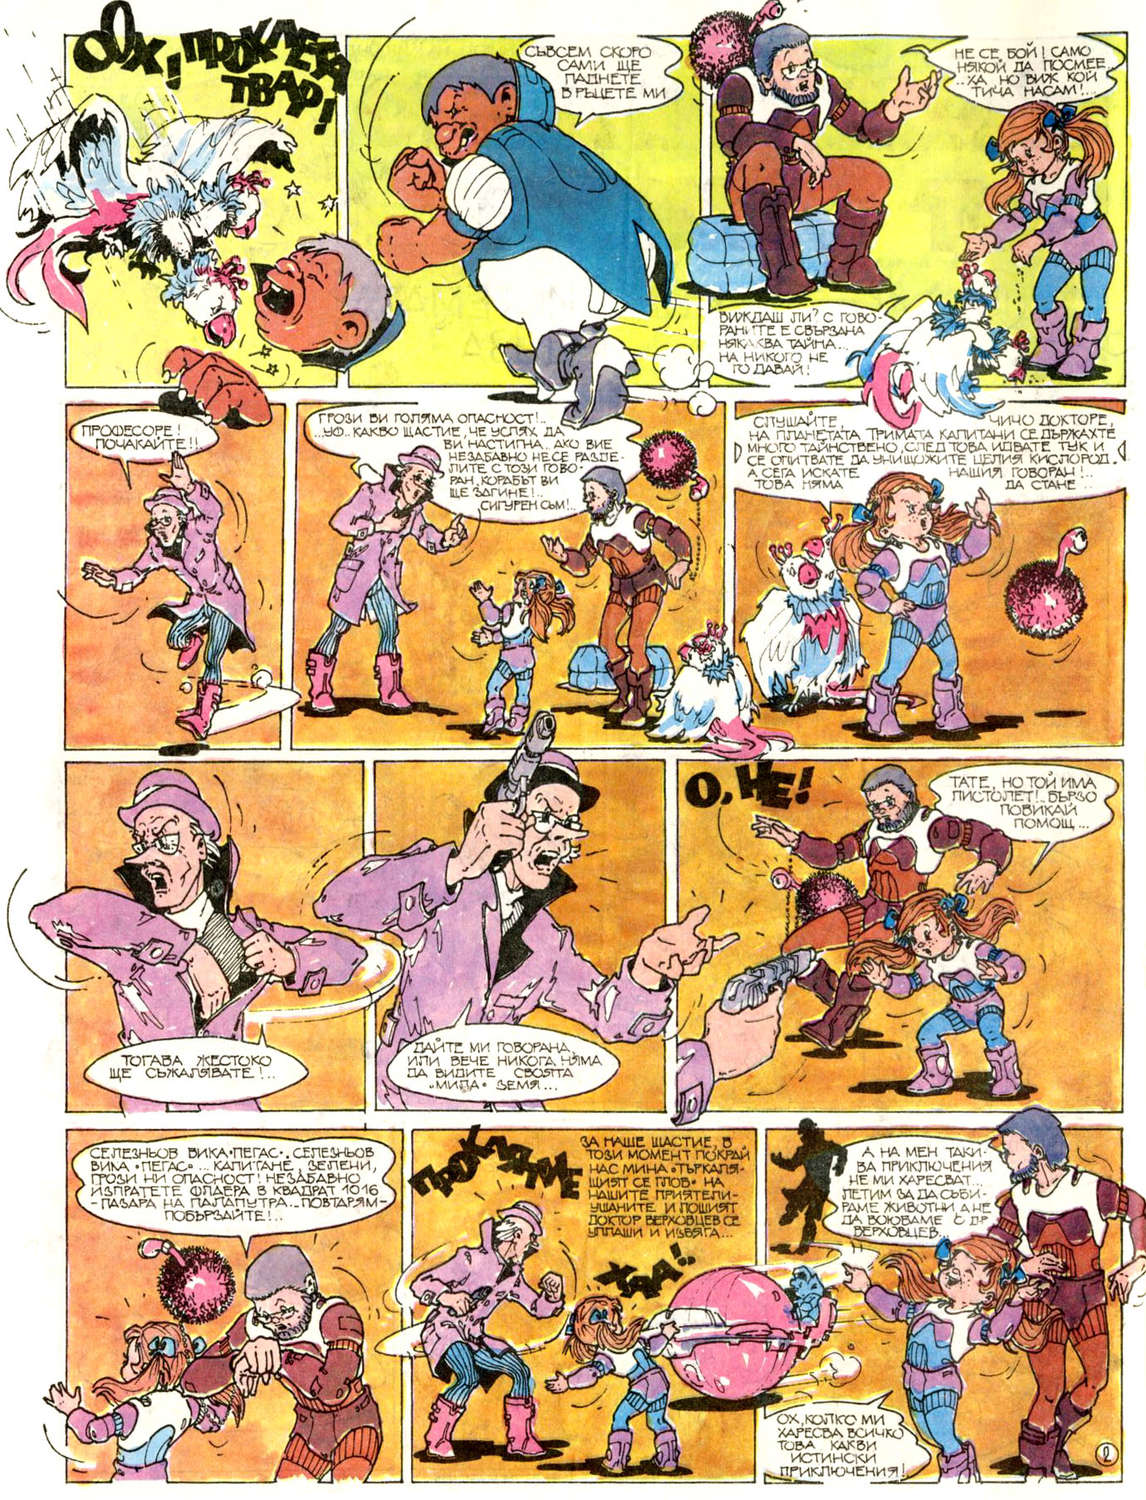 ООХ! ПРОКЛЕТА
ТВАР!
СЪВСЕМ СКОРО
САМИ ЩЕ
ПАДНЕТЕ
В РЪЦЕТЕ МИ
НЕ СЕ БОЙ! САМО
НЯКОЙ ДА ПОСМЕЕ...
...ХА, НО ВИЖ КОЙ
ТИЧА НАСАМ!...
ВИЖДАШ ЛИ? С ГОВО-
РАНИТЕ Е СВЪРЗАНА
НЯКАКВА ТАЙНА...
НА НИКОГО НЕ
ГО ДАВАЙ!
ПРОФЕСОРЕ!
ПОЧАКАЙТЕ!!
ГРОЗИ ВИ ГОЛЯМА ОПАСНОСТ!..
...УФ.. КАКВО ЩАСТИЕ, ЧЕ УСПЯХ ДА
ВИ НАСТИГНА. АКО ВИЕ
НЕЗАБАВНО НЕ СЕ РАЗДЕ-
ЛИТЕ С ТОЗИ ГОВО-
РАН, КОРАБЪТ ВИ
ЩЕ ЗАГИНЕ!..
СИГУРЕН СЪМ!..
СЛУШАЙТЕ, ЧИЧО ДОКТОРЕ,
НА ПЛАНЕТАТА ТРИМАТА КАПИТАНИ СЕ ДЪРЖАХТЕ
МНОГО ТАЙНСТВЕНО, СЛЕД ТОВА ИДВАТЕ ТУК И
СЕ ОПИТВАТЕ ДА УНИЩОЖИТЕ ЦЕЛИЯ КИСЛОРОД.
А СЕГА ИСКАТЕ НАШИЯ ГОВОРАН!..
ТОВА НЯМА ДА СТАНЕ..
ТОГАВА ЖЕСТОКО
ЩЕ СЪЖАЛЯВАТЕ!...
ДАЙТЕ МИ ГОВОРАНА,
ИЛИ ВЕЧЕ НИКОГА НЯМА
ДА ВИДИТЕ СВОЯТА
"МИЛА" ЗЕМЯ...
О, НЕ!
ТАТЕ, НО ТОЙ ИМА
ПИСТОЛЕТ!.. БЪРЗО
ПОВИКАЙ
ПОМОЩ...
СЕЛЕЗНЬОВ ВИКА "ПЕГАС". СЕЛЕЗНЬОВ
ВИКА "ПЕГАС"... КАПИТАНЕ, ЗЕЛЕНИ,
ГРОЗИ НИ ОПАСНОСТ! НЕЗАБАВНО
ИЗПРАТЕТЕ ФЛАЕРА В КВАДРАТ 1016
-ПАЗАРА НА ПАЛАПУТРА... ПОВТАРЯМ-
ПОБЪРЗАЙТЕ!...
ЗА НАШЕ ЩАСТИЕ, В
ТОЗИ МОМЕНТ ПОКРАЙ
НАС МИНА "ТЪРКАЛЯ-
ЩИЯТ СЕ ГЛОБ" НА
НАШИТЕ ПРИЯТЕЛИ-
УШАНИТЕ И ЛОШИЯТ
ДОКТОР ВЕРХОВЦЕВ СЕ
УПЛАШИ И ИЗБЯГА...
ХАА!..
А НА МЕН ТАКИ-
ВА ПРИКЛЮЧЕНИЯ
НЕ МИ ХАРЕСВАТ...
ЛЕТИМ ЗА ДА СЪБИ-
РАМЕ ЖИВОТНИ, А НЕ
ДА ВОЮВАМЕ С Д-Р
ВЕРХОВЦЕВ.
ОХ, КОЛКО МИ
ХАРЕСВА ВСИЧКО
ТОВА КАКВИ
ИСТИНСКИ
ПРИКЛЮЧЕНИЯ!
2